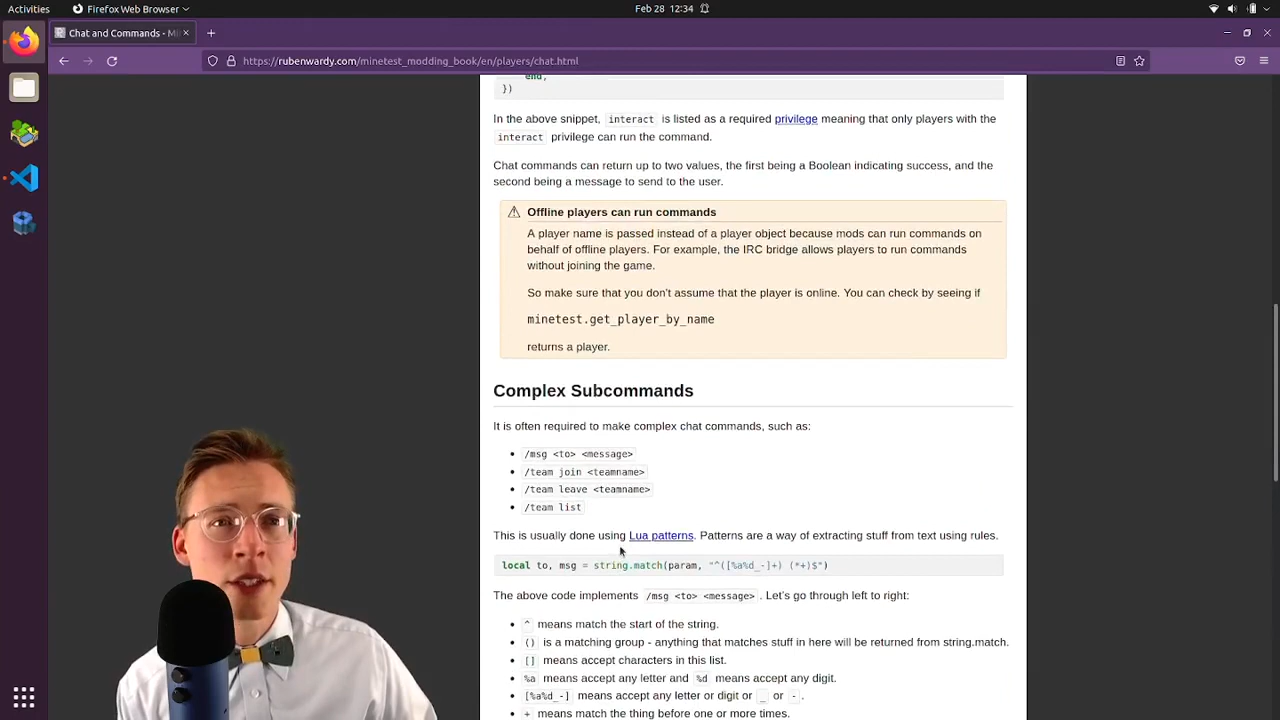 Activities
Firefox Web Browser
Feb 28 12:34
Chat and Commands - Mi
https://rubenwardy.com/minetest_modding_book/en/players/chat.html
end,
})
In the above snippet, interact is listed as a required privilege meaning that only players with the
interact privilege can run the command.
Chat commands can return up to two values, the first being a Boolean indicating success, and the
second being a message to send to the user.
Offline players can run commands
A player name is passed instead of a player object because mods can run commands on
behalf of offline players. For example, the IRC bridge allows players to run commands
without joining the game.
So make sure that you don't assume that the player is online. You can check by seeing if
minetest.get_player_by_name
returns a player.
Complex Subcommands
It is often required to make complex chat commands, such as:
/msg <to> <message>
/team join <teamname>
/team leave <teamname>
/team list
This is usually done using Lua patterns. Patterns are a way of extracting stuff from text using rules.
local to, msg = string.match(param, "^([%a%d_-]+) (*+)$")
The above code implements /msg <to> <message>. Let's go through left to right:
^ means match the start of the string.
() is a matching group - anything that matches stuff in here will be returned from string.match.
[] means accept characters in this list.
%a means accept any letter and %d means accept any digit.
[%a%d_-] means accept any letter or digit or _ or -.
+ means match the thing before one or more times.